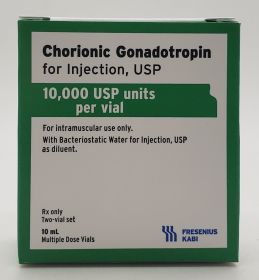 Chorionic Gonadotropin
for Injection, USP
10,000 USP units
per vial
For intramuscular use only.
With Bacteriostatic Water for Injection, USP
as diluent.
Rx only
Two-vial set
10 mL
Multiple Dose Vials
FRESENIUS
KABI